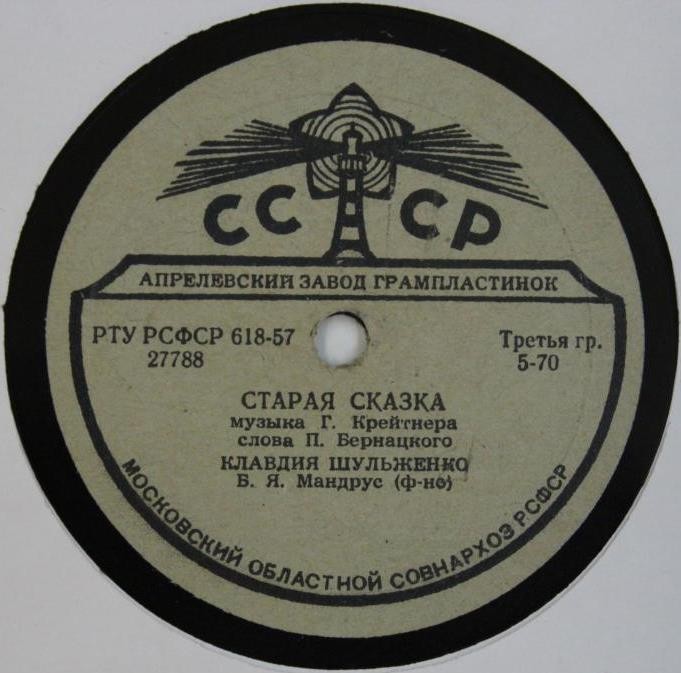 СССР
АПРЕЛЕВСКИЙ ЗАВОД ГРАМПЛАСТИНОК
РТУ РСФСР 618-57
27788
Третья гр.
5-70
СТАРАЯ СКАЗКА
музыка Г. Крейтнера
слова П. Бернацкого
КЛАВДИЯ ШУЛЬЖЕНКО
Б. Я. Мандрус (ф-но)
МОСКОВСКИЙ ОБЛАСТНОЙ СОВНАРХОЗ РСФСР